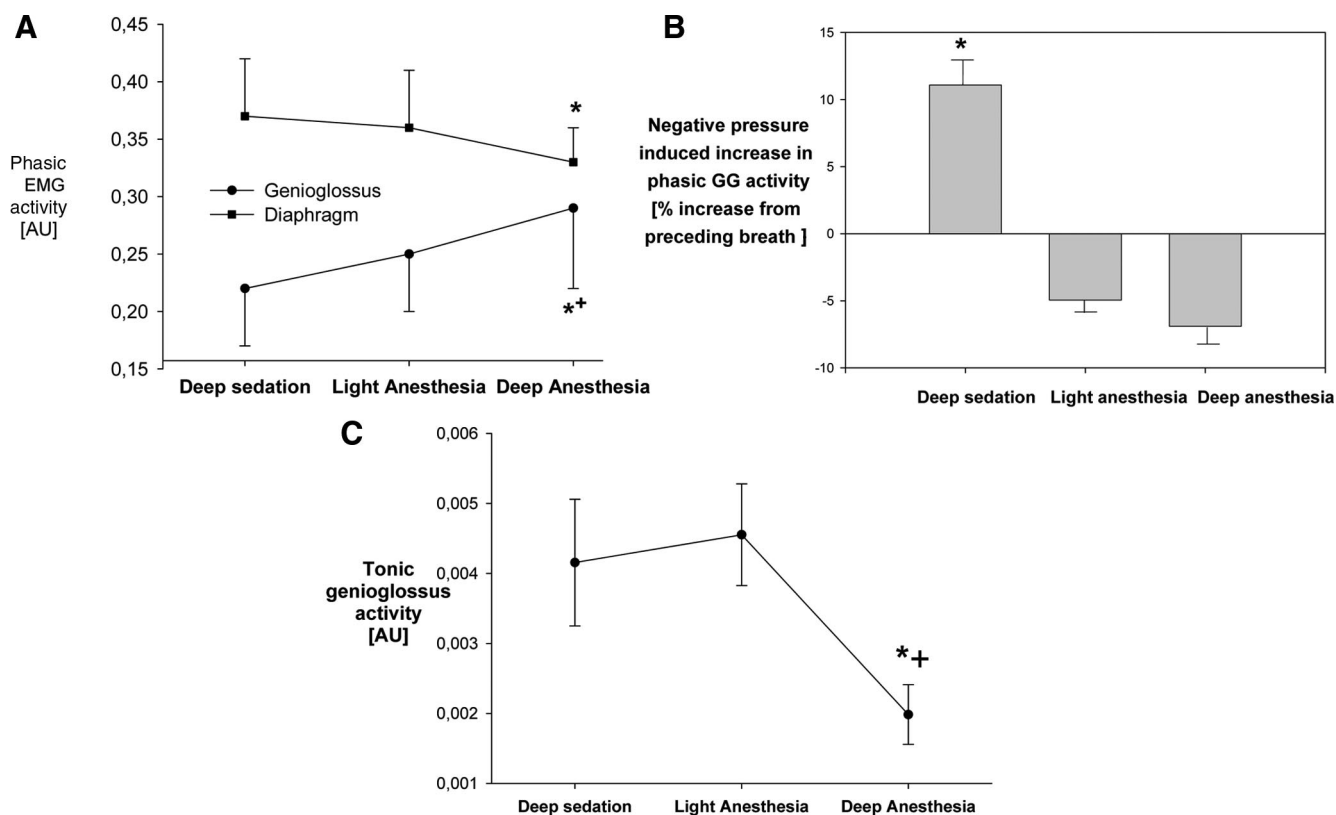 A
0,45
0,40
0,35
0,30
0,25
0,20
0,15
Phasic
EMG
activity
[AU]
Genioglossus
Diaphragm
*
*+
Deep sedation Light Anesthesia Deep Anesthesia
B
15
10
5
0
-5
-10
Negative pressure
induced increase in
phasic GG activity
[% increase from
preceding breath ]
*
Deep sedation Light anesthesia Deep anesthesia
C
0,006
0,005
0,004
0,003
0,002
0,001
Tonic
genioglossus
activity
[AU]
*+
Deep sedation Light Anesthesia Deep Anesthesia